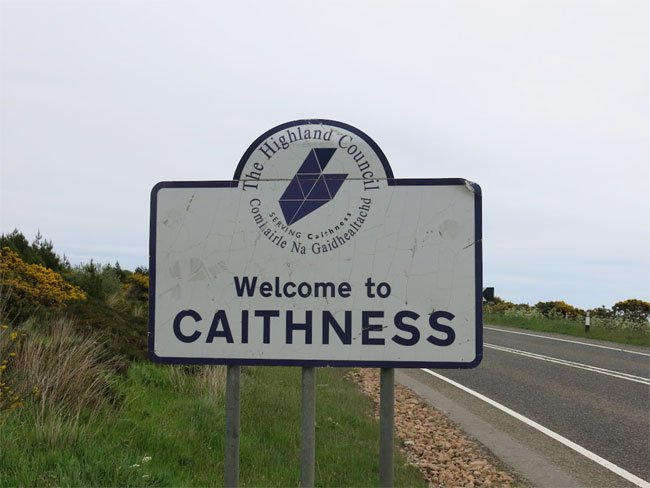 The Highland Council
SERVING Caithness
Comhairle Na Gaidhealtachd
Welcome to
CAITHNESS